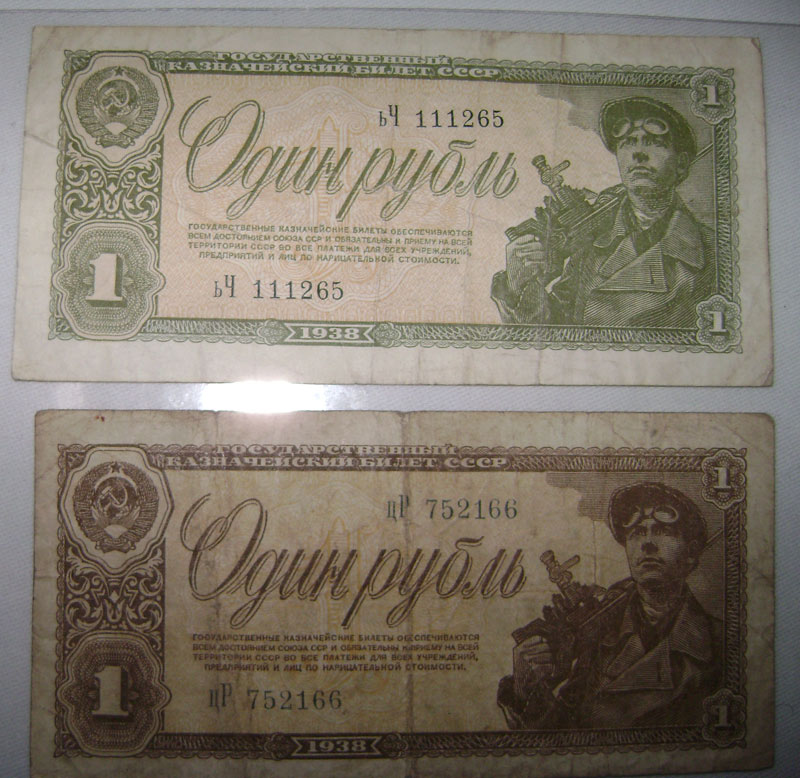 ГОСУДАРСТВЕННЫЙ
КАЗНАЧЕЙСКИЙ БИЛЕТ СССР
1
ьЧ 111265
Один рубль
ГОСУДАРСТВЕННЫЕ КАЗНАЧЕЙСКИЕ БИЛЕТЫ ОБЕСПЕЧИВАЮТСЯ
ВСЕМ ДОСТОЯНИЕМ СОЮЗА ССР И ОБЯЗАТЕЛЬНЫ К ПРИЕМУ НА ВСЕЙ
ТЕРРИТОРИИ СССР ВО ВСЕ ПЛАТЕЖИ ДЛЯ ВСЕХ УЧРЕЖДЕНИЙ,
ПРЕДПРИЯТИЙ И ЛИЦ ПО НАРИЦАТЕЛЬНОЙ СТОИМОСТИ.
1
ьЧ 111265
1
1938
ГОСУДАРСТВЕННЫЙ
КАЗНАЧЕЙСКИЙ БИЛЕТ СССР
1
цР 752166
Один рубль
ГОСУДАРСТВЕННЫЕ КАЗНАЧЕЙСКИЕ БИЛЕТЫ ОБЕСПЕЧИВАЮТСЯ
ВСЕМ ДОСТОЯНИЕМ СОЮЗА ССР И ОБЯЗАТЕЛЬНЫ К ПРИЕМУ НА ВСЕЙ
ТЕРРИТОРИИ СССР ВО ВСЕ ПЛАТЕЖИ ДЛЯ ВСЕХ УЧРЕЖДЕНИЙ,
ПРЕДПРИЯТИЙ И ЛИЦ ПО НАРИЦАТЕЛЬНОЙ СТОИМОСТИ.
1
цР 752166
1
1938